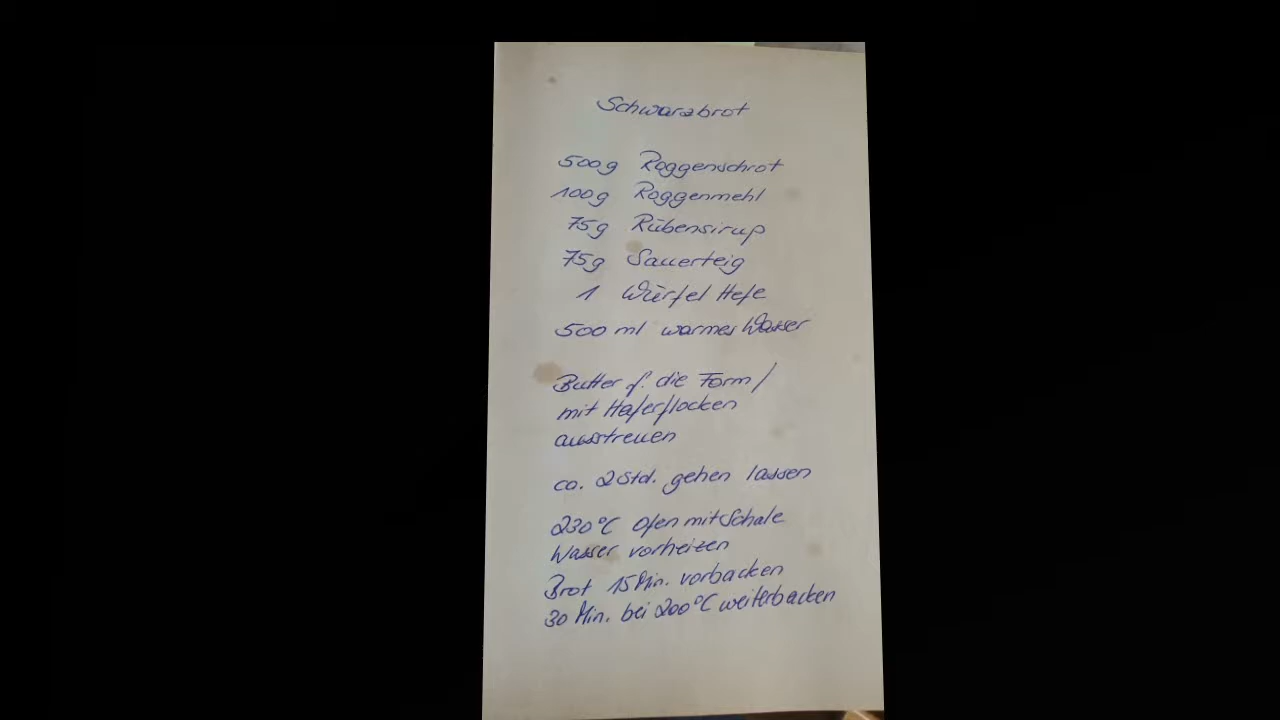 Schwarzbrot
500g Roggenschrot
100g Roggenmehl
75g Rübensirup
75g Sauerteig
1 Würfel Hefe
500 ml warmes Wasser
Butter f. die Form/
mit Haferflocken
ausstreuen
ca. 2 Std. gehen lassen
230°C Ofen mit Schale
Wasser vorheizen
Brot 15 Min. vorbacken
30 Min. bei 200°C weiterbacken